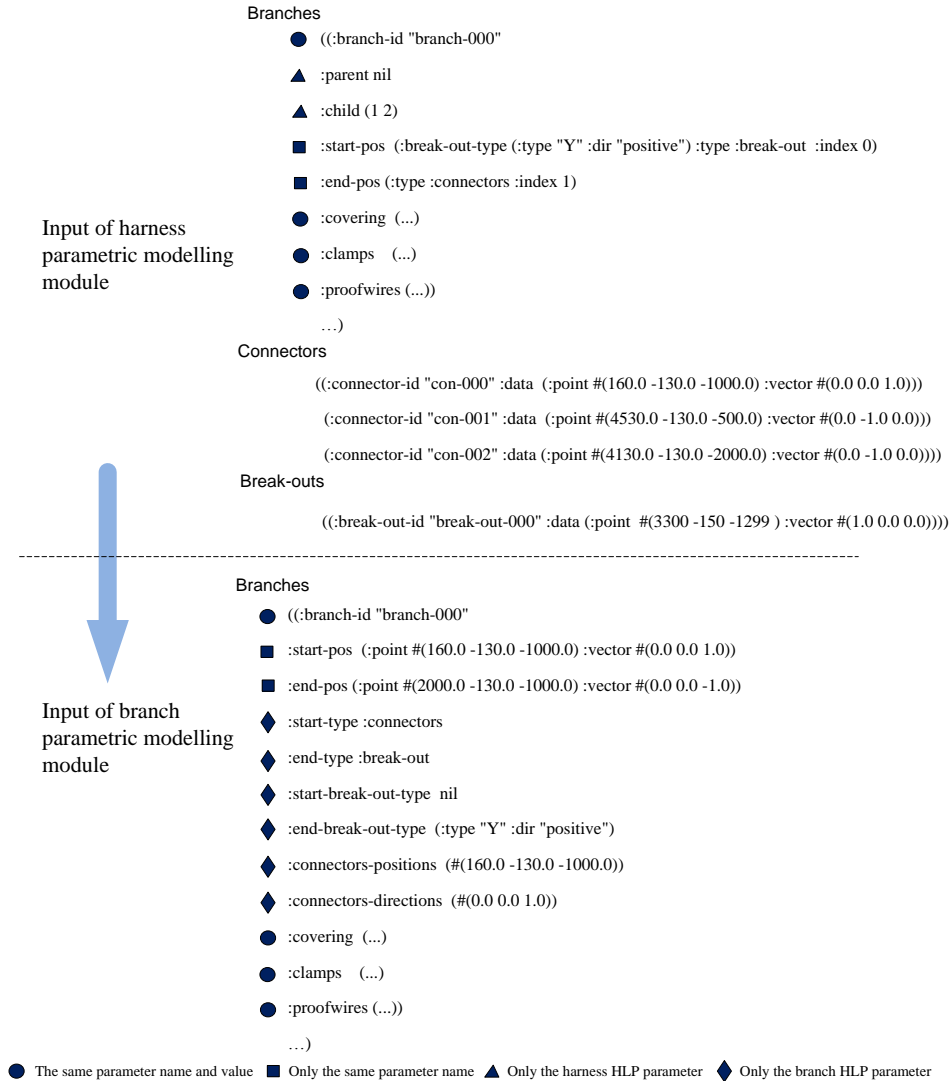 Branches
((:branch-id "branch-000"
:parent nil
:child (1 2)
:start-pos (:break-out-type (:type "Y" :dir "positive") :type :break-out :index 0)
:end-pos (:type :connectors :index 1)
:covering (...)
:clamps (...)
:proofwires (...))
…)
Input of harness
parametric modelling
module
Connectors
((:connector-id "con-000" :data (:point #(160.0 -130.0 -1000.0) :vector #(0.0 0.0 1.0)))
(:connector-id "con-001" :data (:point #(4530.0 -130.0 -500.0) :vector #(0.0 -1.0 0.0)))
(:connector-id "con-002" :data (:point #(4130.0 -130.0 -2000.0) :vector #(0.0 -1.0 0.0))))
Break-outs
((:break-out-id "break-out-000" :data (:point #(3300 -150 -1299 ) :vector #(1.0 0.0 0.0))))
Branches
((:branch-id "branch-000"
:start-pos (:point #(160.0 -130.0 -1000.0) :vector #(0.0 0.0 1.0))
:end-pos (:point #(2000.0 -130.0 -1000.0) :vector #(0.0 0.0 -1.0))
:start-type :connectors
:end-type :break-out
:start-break-out-type nil
:end-break-out-type (:type "Y" :dir "positive")
:connectors-positions (#(160.0 -130.0 -1000.0))
:connectors-directions (#(0.0 0.0 1.0))
:covering (...)
:clamps (...)
:proofwires (...))
…)
Input of branch
parametric modelling
module
The same parameter name and value Only the same parameter name Only the harness HLP parameter Only the branch HLP parameter